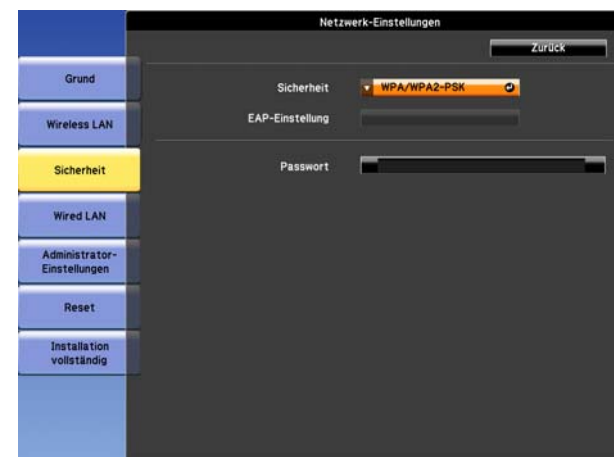 Netzwerk-Einstellungen
Zurück
Grund
Wireless LAN
Sicherheit
Wired LAN
Administrator-
Einstellungen
Reset
Installation
vollständig
Sicherheit
WPA/WPA2-PSK
EAP-Einstellung
Passwort